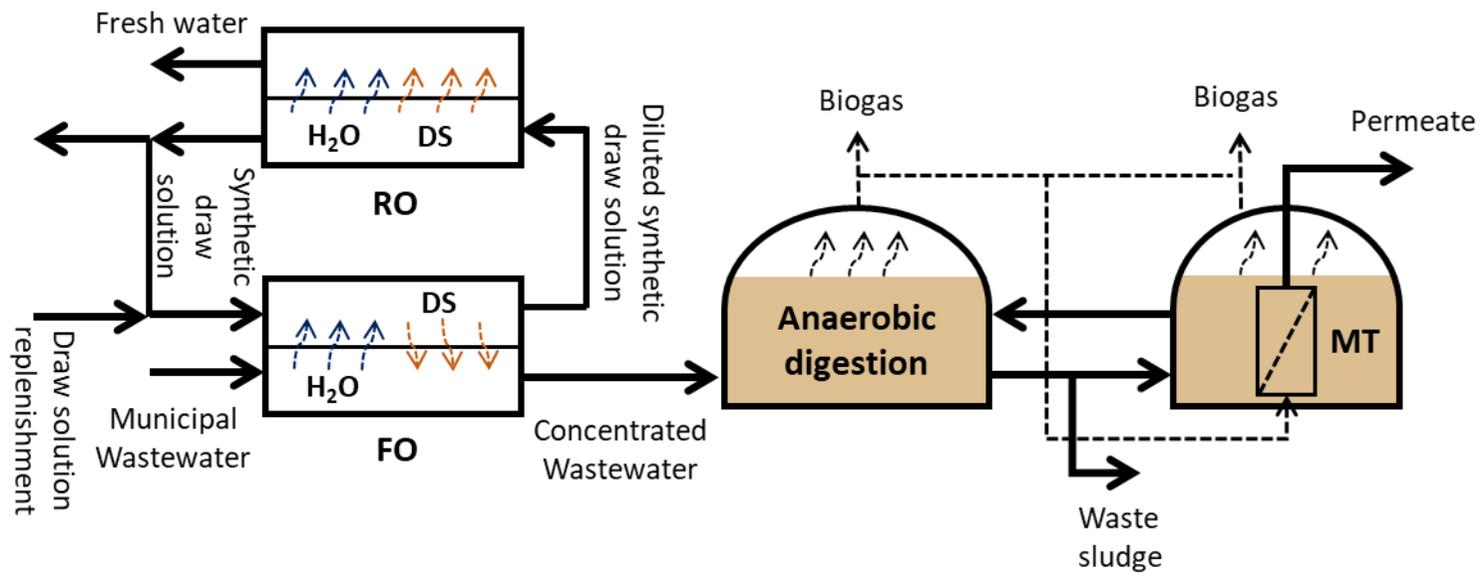 Fresh water
H₂O DS
RO
Synthetic
draw
solution
Diluted synthetic
draw solution
DS
H₂O
FO
Draw solution
replenishment
Municipal
Wastewater
Concentrated
Wastewater
Biogas
Anaerobic
digestion
Biogas
Permeate
MT
Waste
sludge